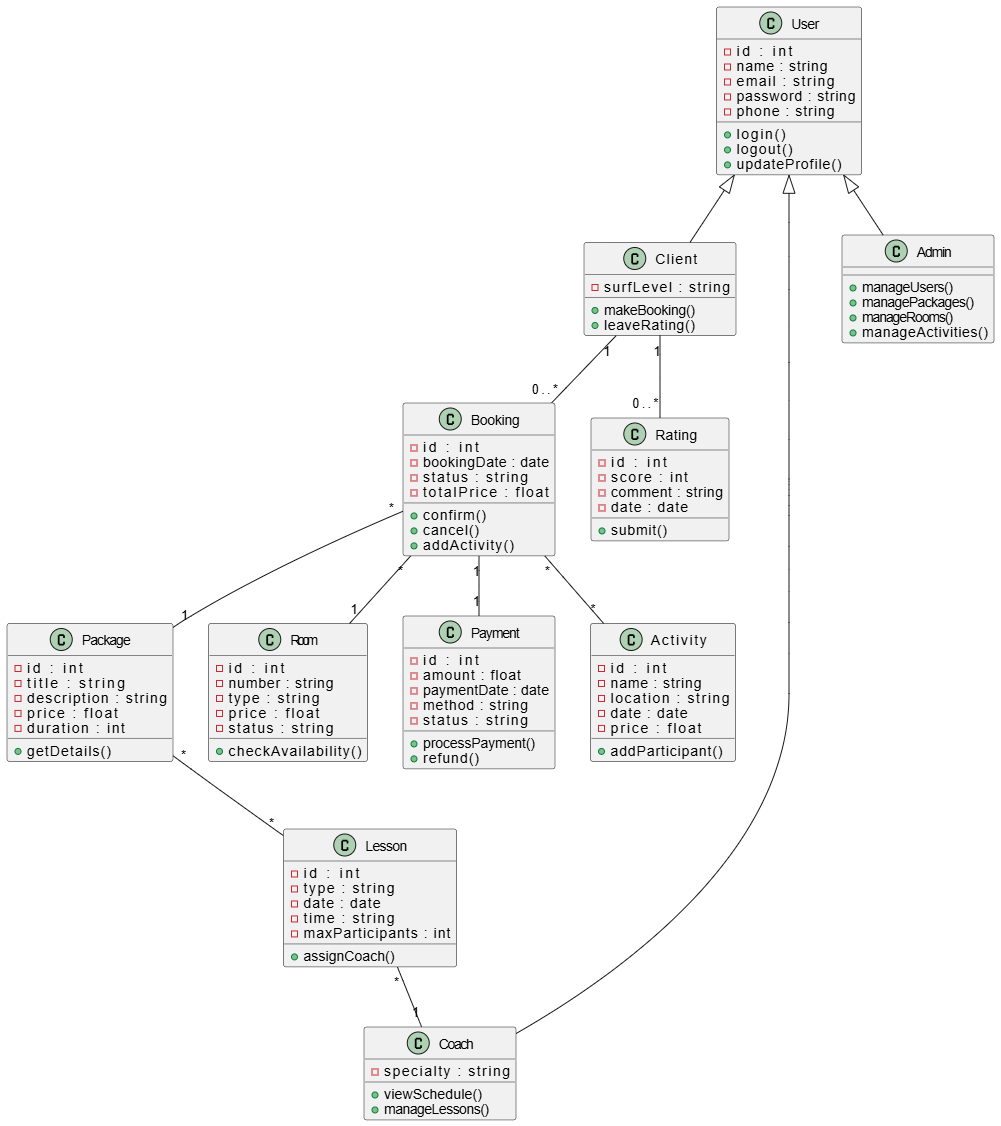 C User
id : int
name : string
email : string
password : string
phone : string
login()
logout()
updateProfile()
C Client
surfLevel : string
makeBooking()
leaveRating()
C Admin
manageUsers()
managePackages()
manageRooms()
manageActivities()
1
1
0..*
0..*
C Booking
id : int
bookingDate : date
status : string
totalPrice : float
confirm()
cancel()
addActivity()
C Rating
id : int
score : int
comment : string
date : date
submit()
*
*
1
*
1
1
1
*
C Package
id : int
title : string
description : string
price : float
duration : int
getDetails()
C Room
id : int
number : string
type : string
price : float
status : string
checkAvailability()
C Payment
id : int
amount : float
paymentDate : date
method : string
status : string
processPayment()
refund()
C Activity
id : int
name : string
location : string
date : date
price : float
addParticipant()
*
*
C Lesson
id : int
type : string
date : date
time : string
maxParticipants : int
assignCoach()
*
1
C Coach
specialty : string
viewSchedule()
manageLessons()